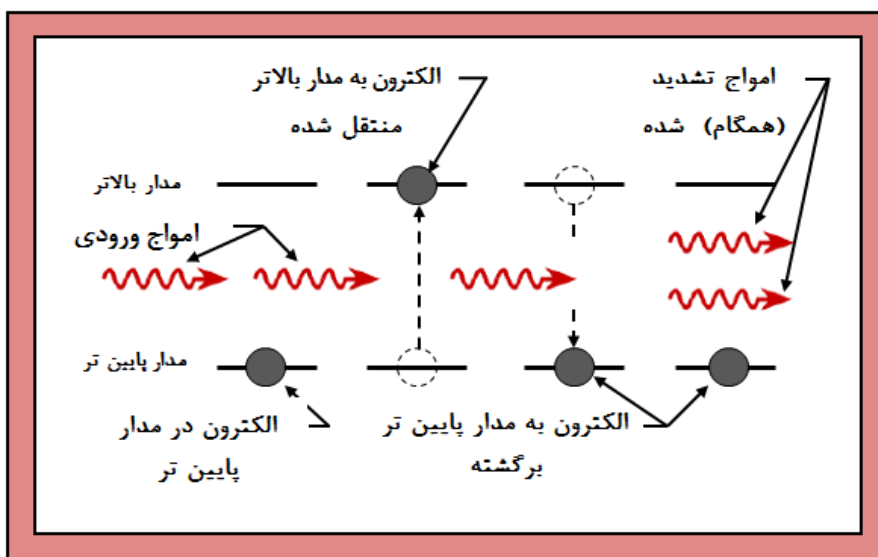 امواج تشدید
(همگام) شده
الکترون به مدار بالاتر
منتقل شده
مدار بالاتر
امواج ورودی
مدار پایین تر
الکترون در مدار
پایین تر
الکترون به مدار پایین تر
برگشته